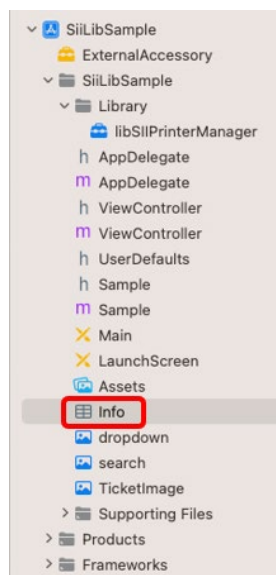 SiiLibSample
ExternalAccessory
SiiLibSample
Library
libSIIPrinterManager
h AppDelegate
m AppDelegate
h ViewController
m ViewController
h UserDefaults
h Sample
m Sample
Main
LaunchScreen
Assets
Info
dropdown
search
TicketImage
Supporting Files
Products
Frameworks